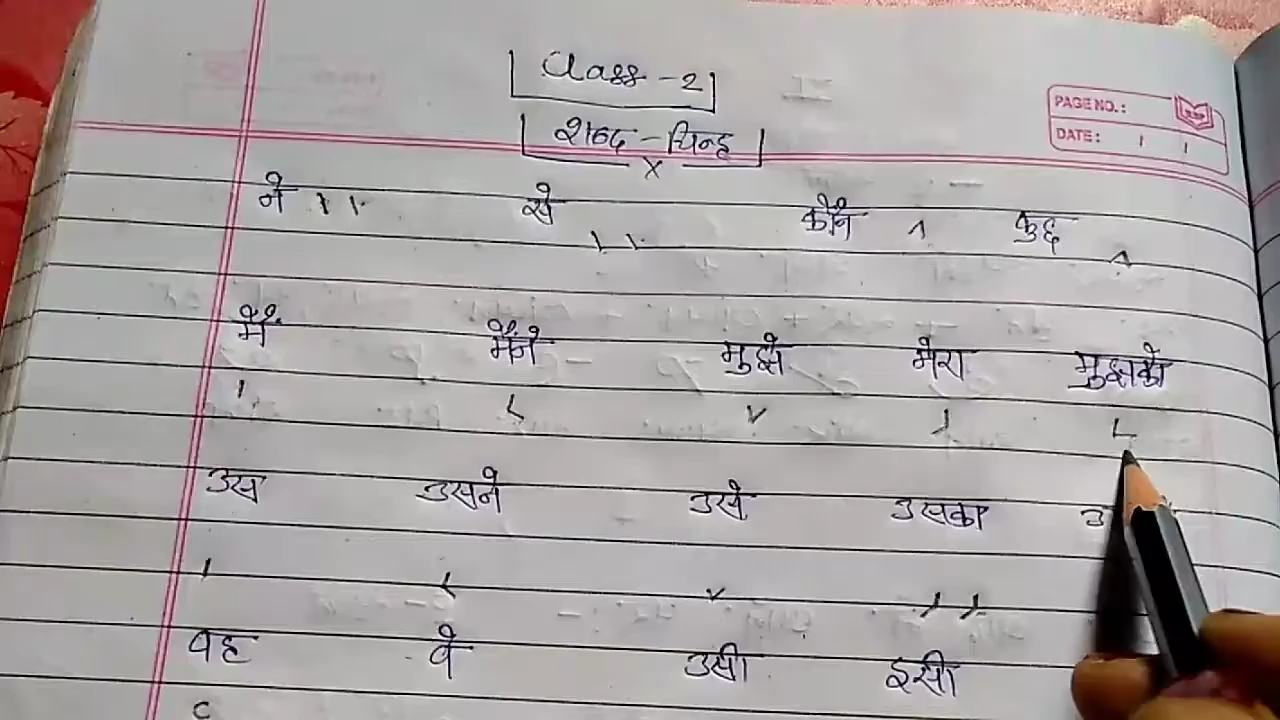 Class - 2
PAGE NO. :
DATE :
शब्द - चिन्ह
ने से कौन कुछ
मैं मैंने मुझे मेरा मुझको
उस उसने उसे उसका
वह वे उसी इसी